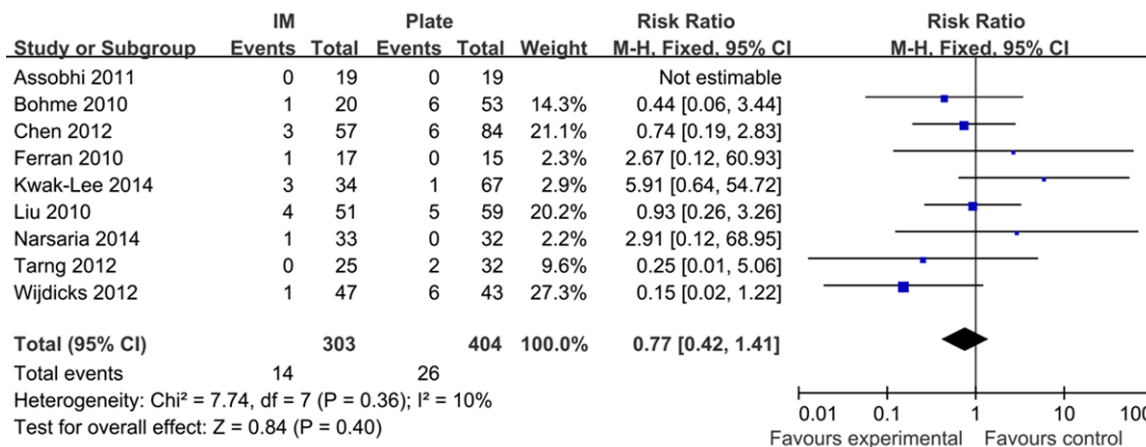 IM Plate Risk Ratio Risk Ratio
Study or Subgroup Events Total Events Total Weight M-H, Fixed, 95% CI M-H, Fixed, 95% CI
Assobhi 2011 0 19 0 19 Not estimable
Bohme 2010 1 20 6 53 14.3% 0.44 [0.06, 3.44]
Chen 2012 3 57 6 84 21.1% 0.74 [0.19, 2.83]
Ferran 2010 1 17 0 15 2.3% 2.67 [0.12, 60.93]
Kwak-Lee 2014 3 34 1 67 2.9% 5.91 [0.64, 54.72]
Liu 2010 4 51 5 59 20.2% 0.93 [0.26, 3.26]
Narsaria 2014 1 33 0 32 2.2% 2.91 [0.12, 68.95]
Tarng 2012 0 25 2 32 9.6% 0.25 [0.01, 5.06]
Wijdicks 2012 1 47 6 43 27.3% 0.15 [0.02, 1.22]
Total (95% CI) 303 404 100.0% 0.77 [0.42, 1.41]
Total events 14 26
Heterogeneity: Chi² = 7.74, df = 7 (P = 0.36); I² = 10%
Test for overall effect: Z = 0.84 (P = 0.40)
0.01 0.1 1 10 100
Favours experimental Favours control